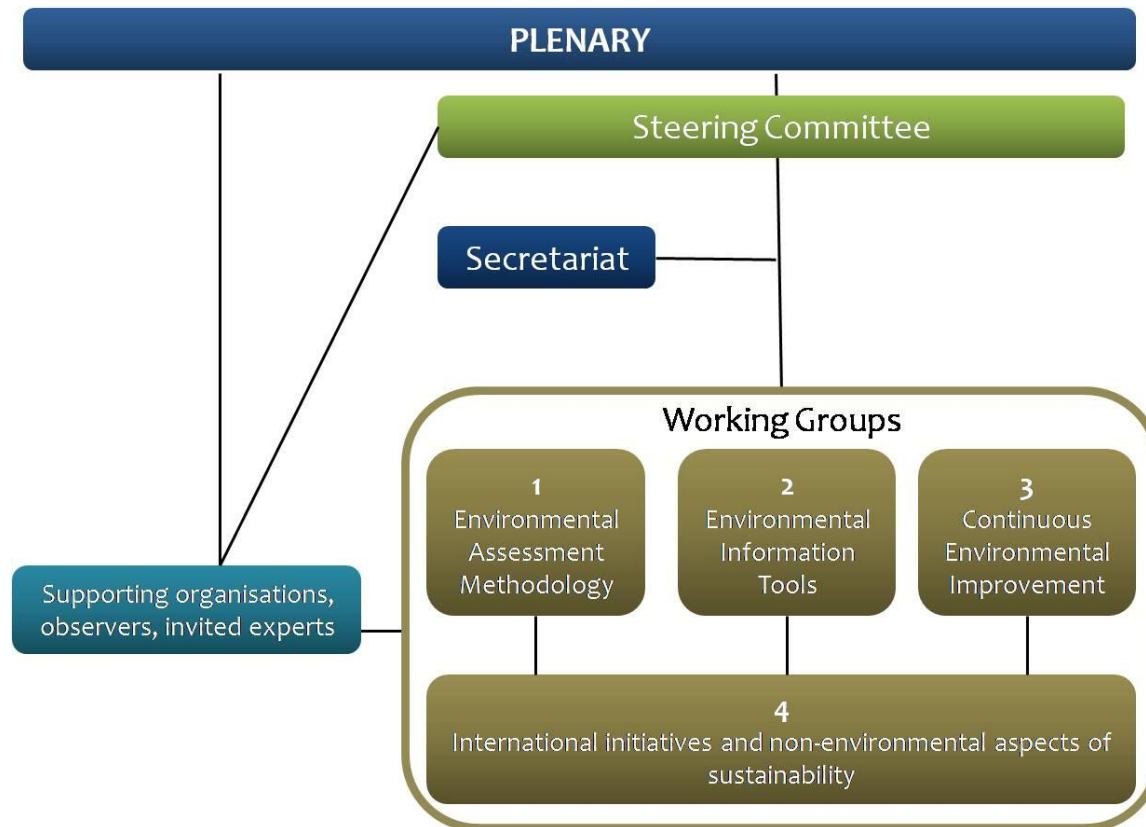 PLENARY
Steering Committee
Secretariat
Working Groups
1
Environmental
Assessment
Methodology
2
Environmental
Information
Tools
3
Continuous
Environmental
Improvement
Supporting organisations,
observers, invited experts
4
International initiatives and non-environmental aspects of
sustainability